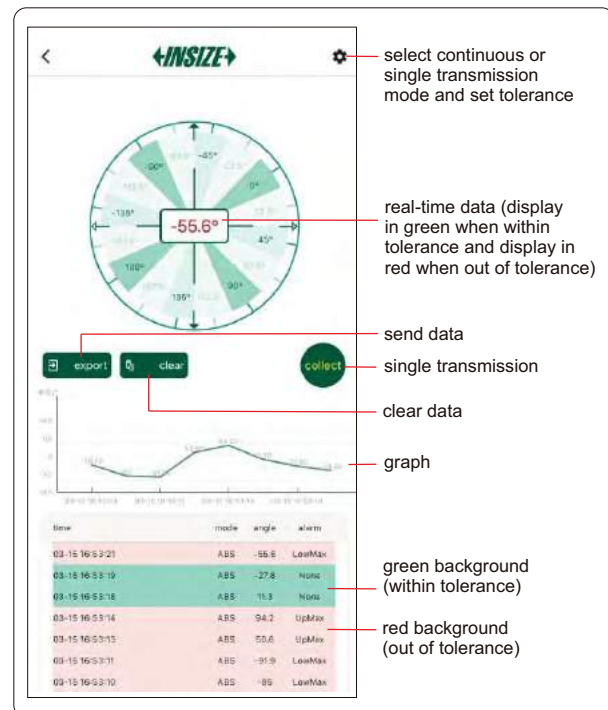 INSIZE
select continuous or
single transmission
mode and set tolerance
-90°
-45°
0°
-135°
-55.6°
45°
180°
135°
90°
real-time data (display
in green when within
tolerance and display in
red when out of tolerance)
send data
export
clear
collect
single transmission
clear data
graph
time mode angle alarm
03-15 16:53:21 ABS -55.6 LowMax
03-15 16:53:19 ABS -27.8 None
03-15 16:53:18 ABS 11.3 None
03-15 16:53:14 ABS 94.2 UpMax
03-15 16:53:13 ABS 50.6 UpMax
03-15 16:53:11 ABS -91.9 LowMax
03-15 16:53:10 ABS -85 LowMax
green background
(within tolerance)
red background
(out of tolerance)